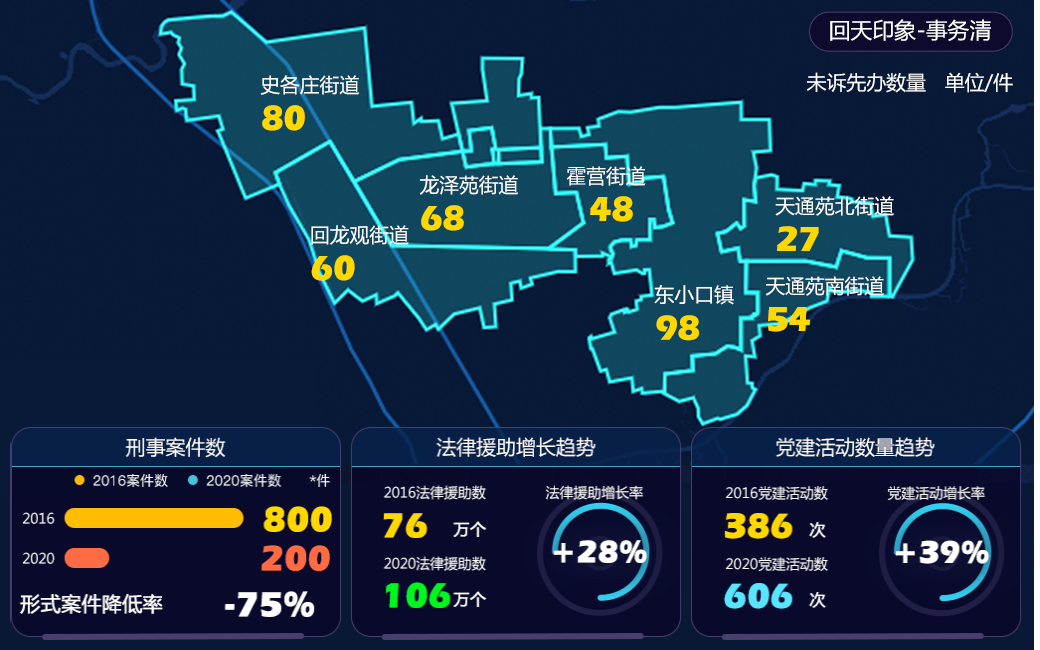 回天印象-事务清
未诉先办数量 单位/件
史各庄街道
80
龙泽苑街道
68
霍营街道
48
天通苑北街道
27
回龙观街道
60
天通苑南街道
54
东小口镇
98
刑事案件数
2016案件数 2020案件数 *件
2016 800
2020 200
形式案件降低率 -75%
法律援助增长趋势
2016法律援助数
76 万个
2020法律援助数
106万个
法律援助增长率
+28%
党建活动数量趋势
2016党建活动数
386 次
2020党建活动数
606 次
党建活动增长率
+39%